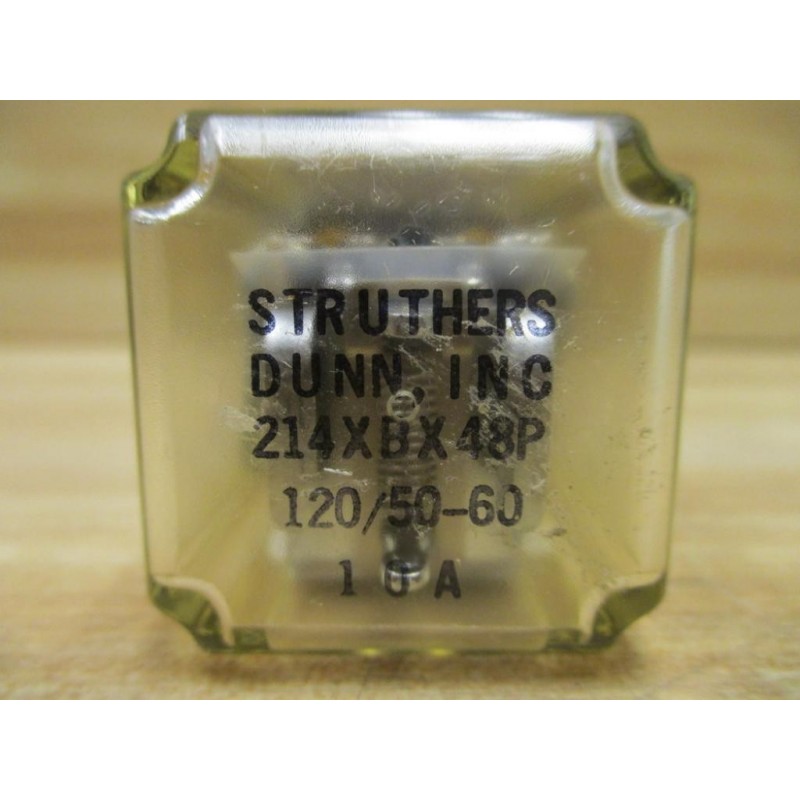 STRUTHERS
DUNN, INC
214XBX48P
120/50-60
10A